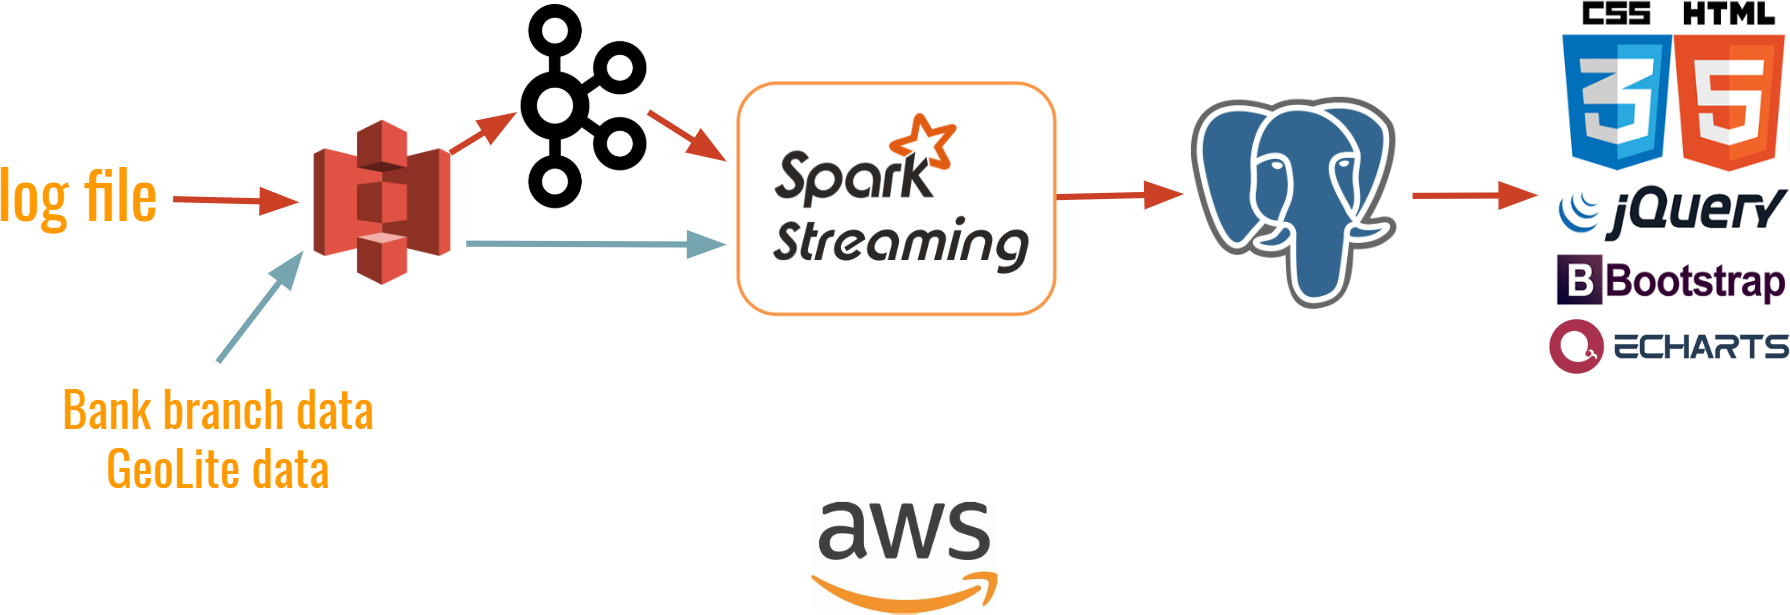 CSS HTML
3 5
log file
Spark
Streaming
jQuery
B Bootstrap
ECHARTS
Bank branch data
GeoLite data
aws